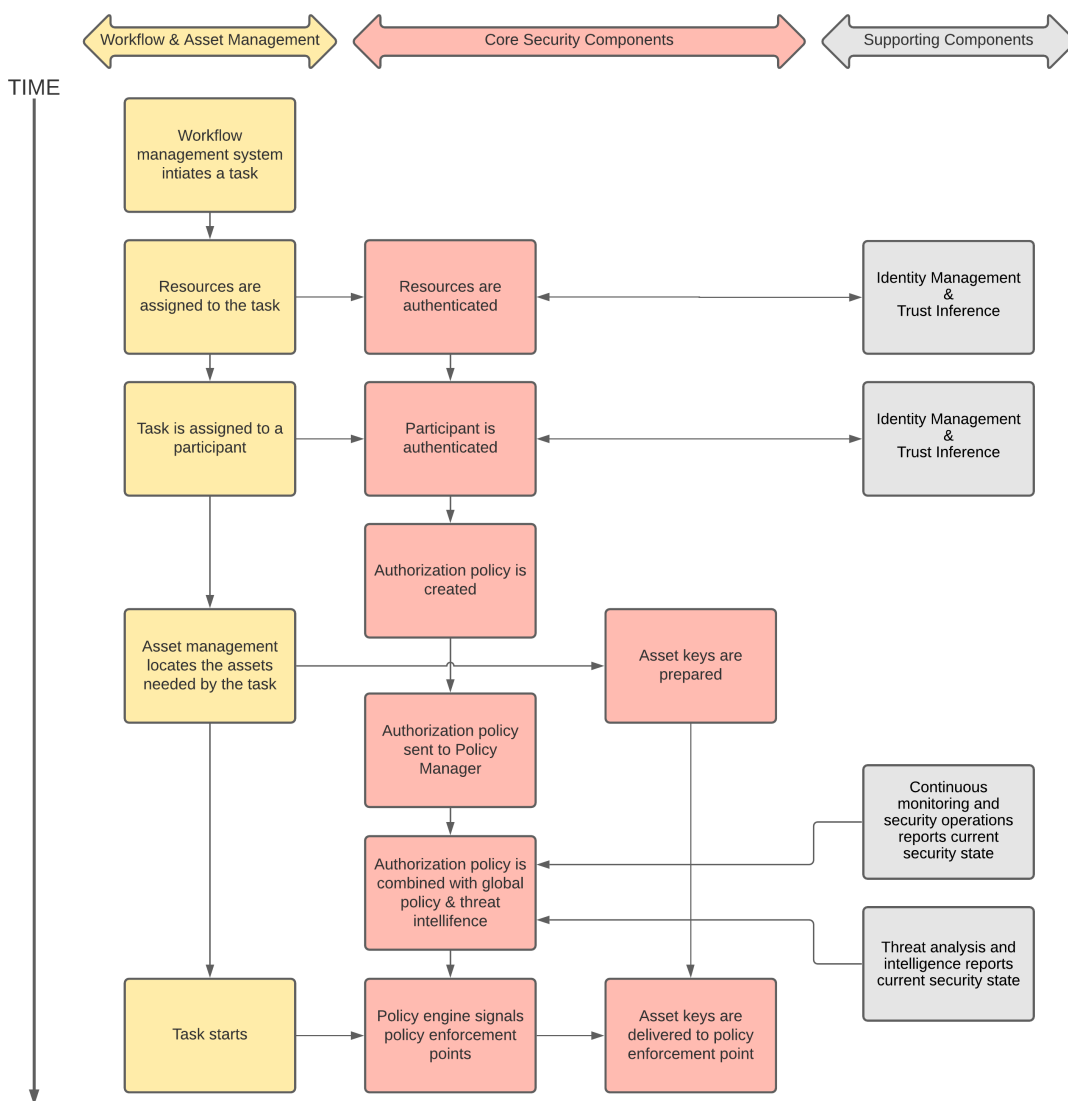 Workflow & Asset Management
Core Security Components
Supporting Components
TIME
Workflow
management system
intiates a task
Resources are
assigned to the task
Resources are
authenticated
Identity Management
&
Trust Inference
Task is assigned to a
participant
Participant is
authenticated
Identity Management
&
Trust Inference
Authorization policy is
created
Asset management
locates the assets
needed by the task
Asset keys are
prepared
Authorization policy
sent to Policy
Manager
Continuous
monitoring and
security operations
reports current
security state
Authorization policy is
combined with global
policy & threat
intellifence
Threat analysis and
intelligence reports
current security state
Task starts
Policy engine signals
policy enforcement
points
Asset keys are
delivered to policy
enforcement point